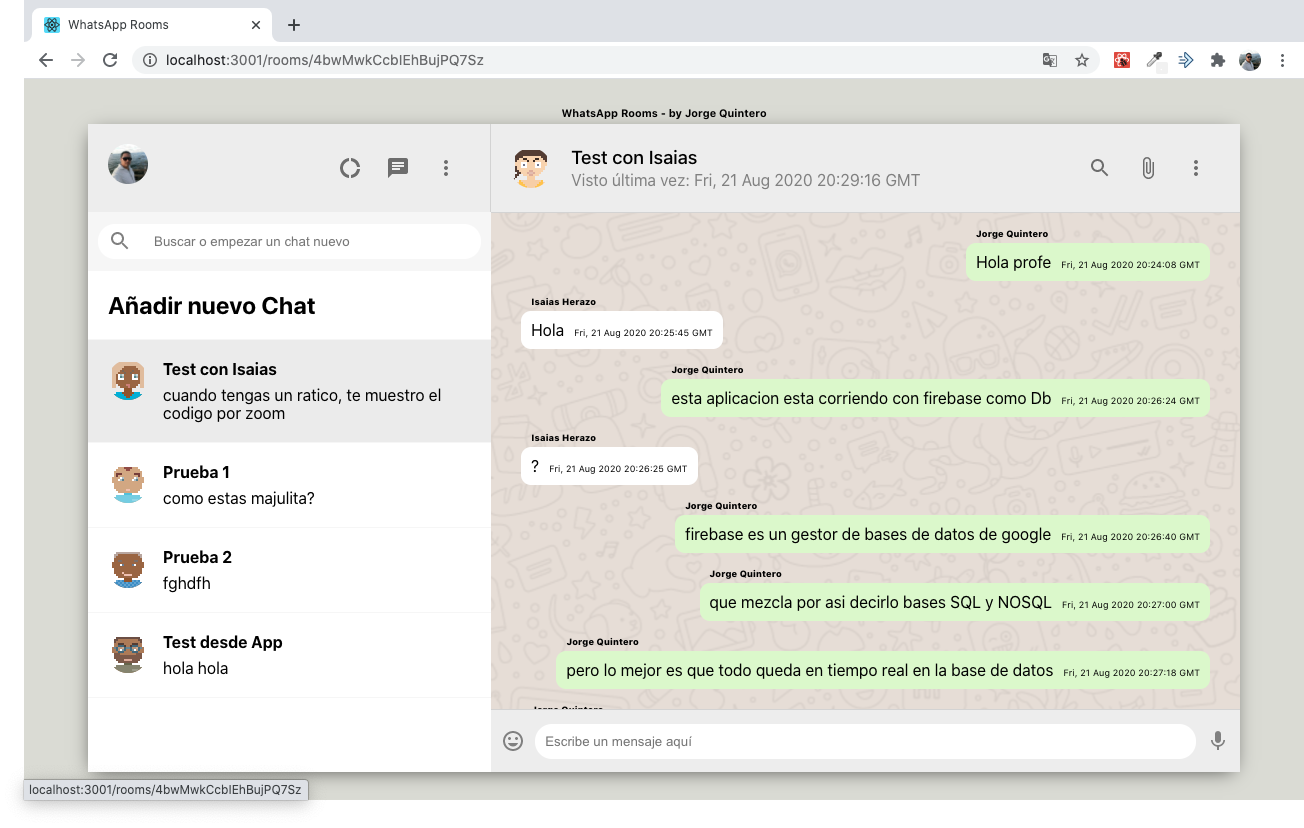 WhatsApp Rooms
localhost:3001/rooms/4bwMwkCcbIEhBujPQ7Sz
WhatsApp Rooms - by Jorge Quintero
Test con Isaias
Visto última vez: Fri, 21 Aug 2020 20:29:16 GMT
Buscar o empezar un chat nuevo
Añadir nuevo Chat
Test con Isaias
cuando tengas un ratico, te muestro el
codigo por zoom
Prueba 1
como estas majulita?
Prueba 2
fghdfh
Test desde App
hola hola
Jorge Quintero
Hola profe Fri, 21 Aug 2020 20:24:08 GMT
Isaias Herazo
Hola Fri, 21 Aug 2020 20:25:45 GMT
Jorge Quintero
esta aplicacion esta corriendo con firebase como Db Fri, 21 Aug 2020 20:26:24 GMT
Isaias Herazo
? Fri, 21 Aug 2020 20:26:25 GMT
Jorge Quintero
firebase es un gestor de bases de datos de google Fri, 21 Aug 2020 20:26:40 GMT
Jorge Quintero
que mezcla por asi decirlo bases SQL y NOSQL Fri, 21 Aug 2020 20:27:00 GMT
Jorge Quintero
pero lo mejor es que todo queda en tiempo real en la base de datos Fri, 21 Aug 2020 20:27:18 GMT
Jorge Quintero
Escribe un mensaje aquí
localhost:3001/rooms/4bwMwkCcbIEhBujPQ7Sz